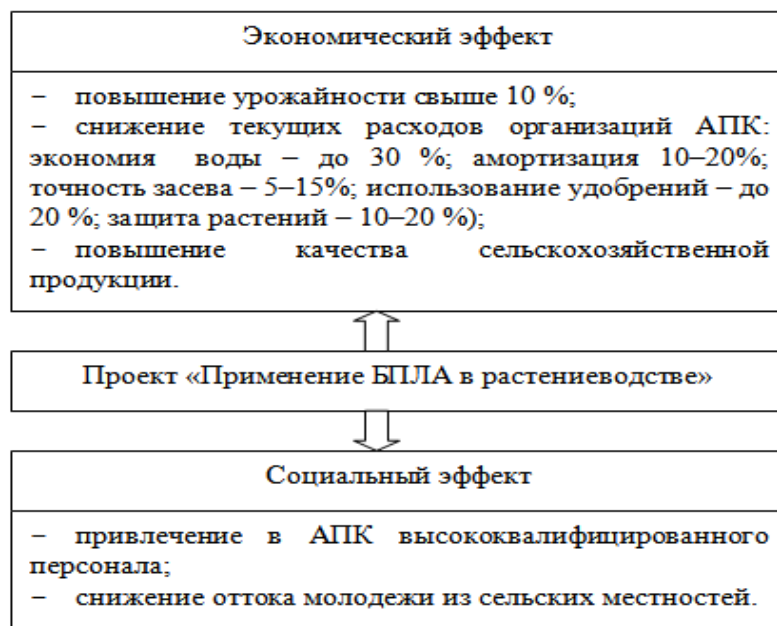 Экономический эффект
– повышение урожайности свыше 10 %;
– снижение текущих расходов организаций АПК:
экономия воды – до 30 %; амортизация 10–20%;
точность засева – 5–15%; использование удобрений – до
20 %; защита растений – 10–20 %);
– повышение качества сельскохозяйственной
продукции.
Проект «Применение БПЛА в растениеводстве»
Социальный эффект
– привлечение в АПК высококвалифицированного
персонала;
– снижение оттока молодежи из сельских местностей.